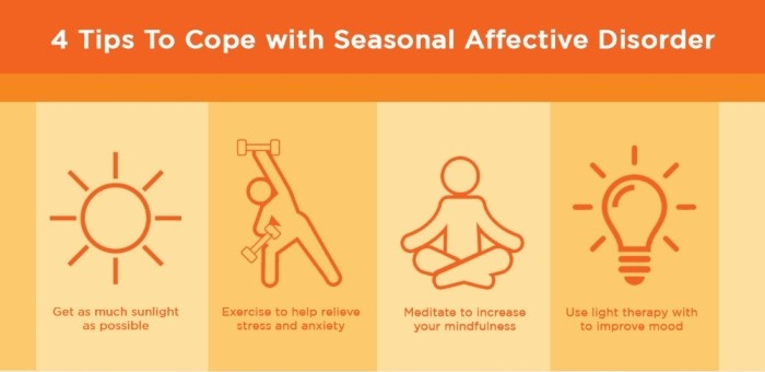 4 Tips To Cope with Seasonal Affective Disorder
Get as much sunlight
as possible
Exercise to help relieve
stress and anxiety
Meditate to increase
your mindfulness
Use light therapy with
to improve mood